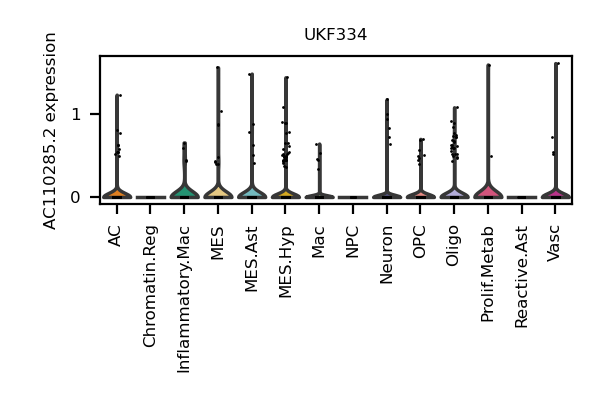 UKF334
AC110285.2 expression
1
0
AC
Chromatin.Reg
Inflammatory.Mac
MES
MES.Ast
MES.Hyp
Mac
NPC
Neuron
OPC
Oligo
Prolif.Metab
Reactive.Ast
Vasc